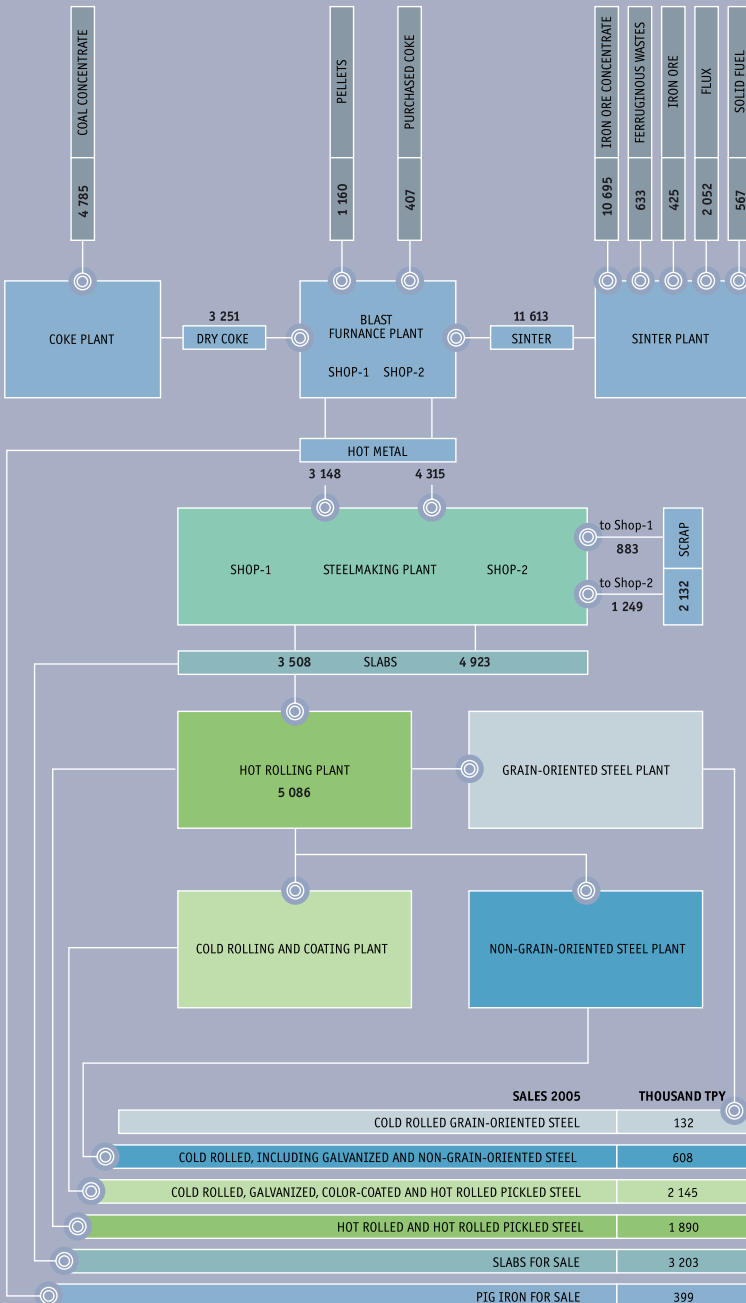 COAL CONCENTRATE
4 785
PELLETS
1 160
PURCHASED COKE
407
IRON ORE CONCENTRATE
10 695
FERRUGINOUS WASTES
633
IRON ORE
425
FLUX
2 052
SOLID FUEL
567
COKE PLANT
3 251
DRY COKE
BLAST
FURNANCE PLANT
SHOP-1 SHOP-2
11 613
SINTER
SINTER PLANT
HOT METAL
3 148 4 315
SHOP-1 STEELMAKING PLANT SHOP-2
to Shop-1
883
to Shop-2
1 249
SCRAP
2 132
3 508 SLABS 4 923
HOT ROLLING PLANT
5 086
GRAIN-ORIENTED STEEL PLANT
COLD ROLLING AND COATING PLANT
NON-GRAIN-ORIENTED STEEL PLANT
SALES 2005 THOUSAND TPY
COLD ROLLED GRAIN-ORIENTED STEEL 132
COLD ROLLED, INCLUDING GALVANIZED AND NON-GRAIN-ORIENTED STEEL 608
COLD ROLLED, GALVANIZED, COLOR-COATED AND HOT ROLLED PICKLED STEEL 2 145
HOT ROLLED AND HOT ROLLED PICKLED STEEL 1 890
SLABS FOR SALE 3 203
PIG IRON FOR SALE 399